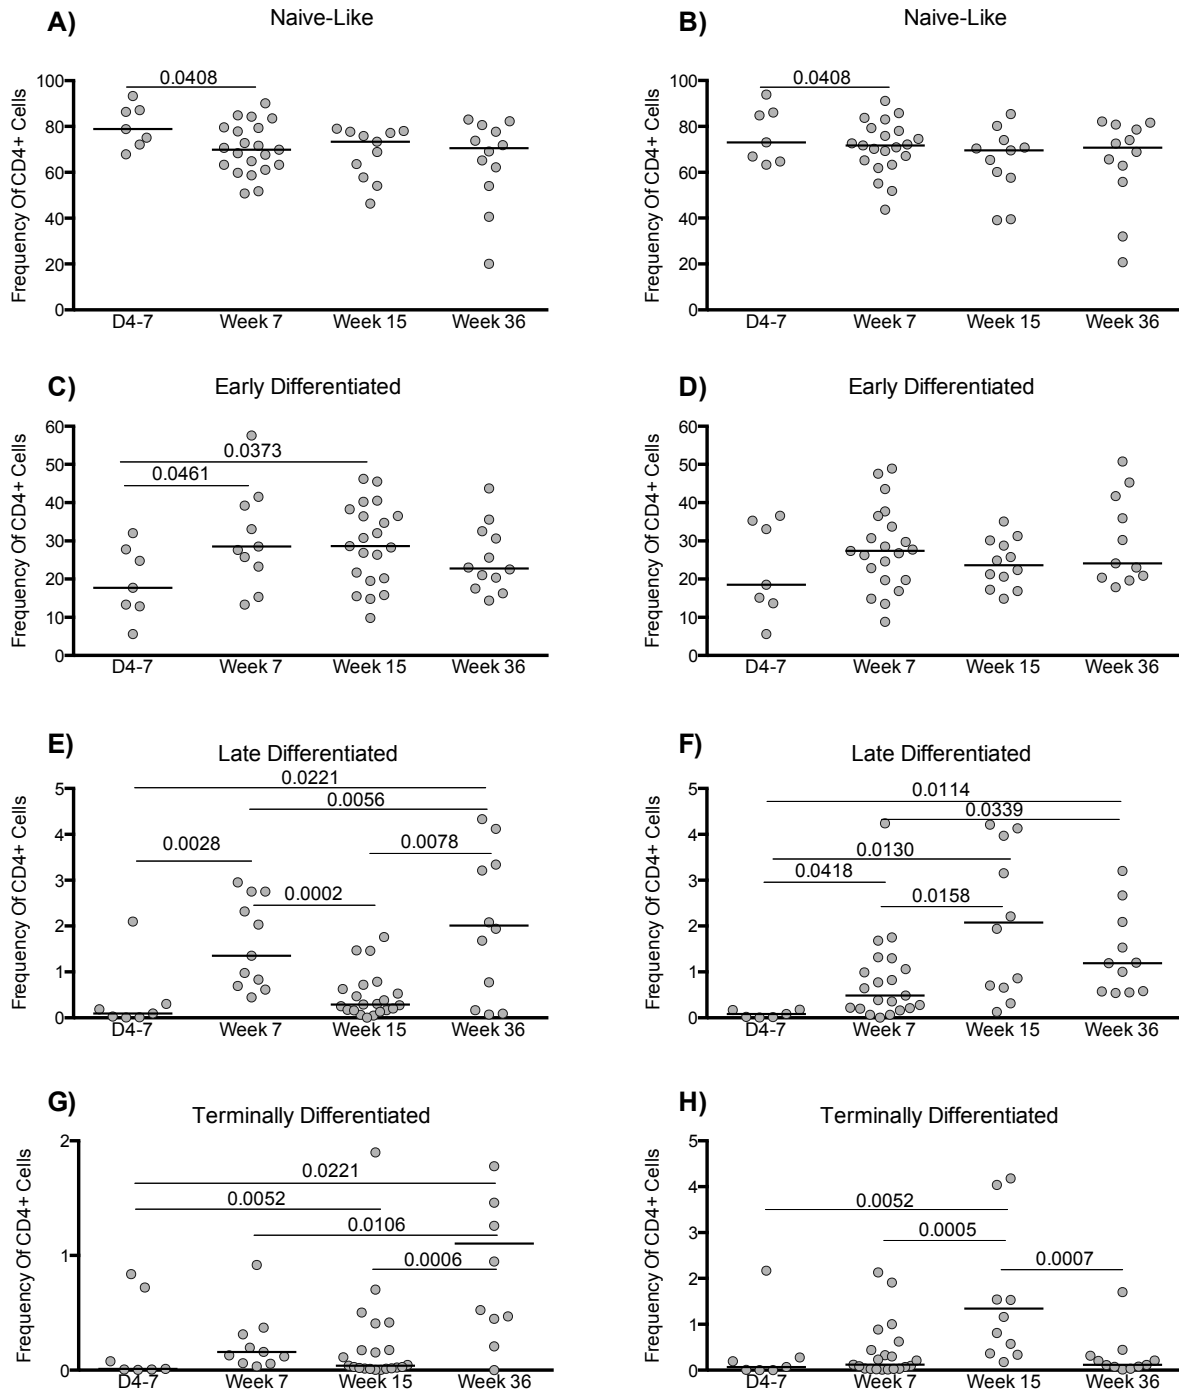 A) Naive-Like
Frequency Of CD4+ Cells
100
80
60
40
20
0
0.0408
D4-7 Week 7 Week 15 Week 36
B) Naive-Like
Frequency Of CD4+ Cells
100
80
60
40
20
0
0.0408
D4-7 Week 7 Week 15 Week 36
C) Early Differentiated
Frequency Of CD4+ Cells
60
50
40
30
20
10
0
0.0373
0.0461
D4-7 Week 7 Week 15 Week 36
D) Early Differentiated
Frequency Of CD4+ Cells
60
50
40
30
20
10
0
D4-7 Week 7 Week 15 Week 36
E) Late Differentiated
Frequency Of CD4+ Cells
5
4
3
2
1
0
0.0221
0.0056
0.0028
0.0078
0.0002
D4-7 Week 7 Week 15 Week 36
F) Late Differentiated
Frequency Of CD4+ Cells
5
4
3
2
1
0
0.0114
0.0339
0.0130
0.0418
0.0158
D4-7 Week 7 Week 15 Week 36
G) Terminally Differentiated
Frequency Of CD4+ Cells
2
1
0
0.0221
0.0052
0.0106
0.0006
D4-7 Week 7 Week 15 Week 36
H) Terminally Differentiated
Frequency Of CD4+ Cells
5
4
3
2
1
0
0.0052
0.0005
0.0007
D4-7 Week 7 Week 15 Week 36